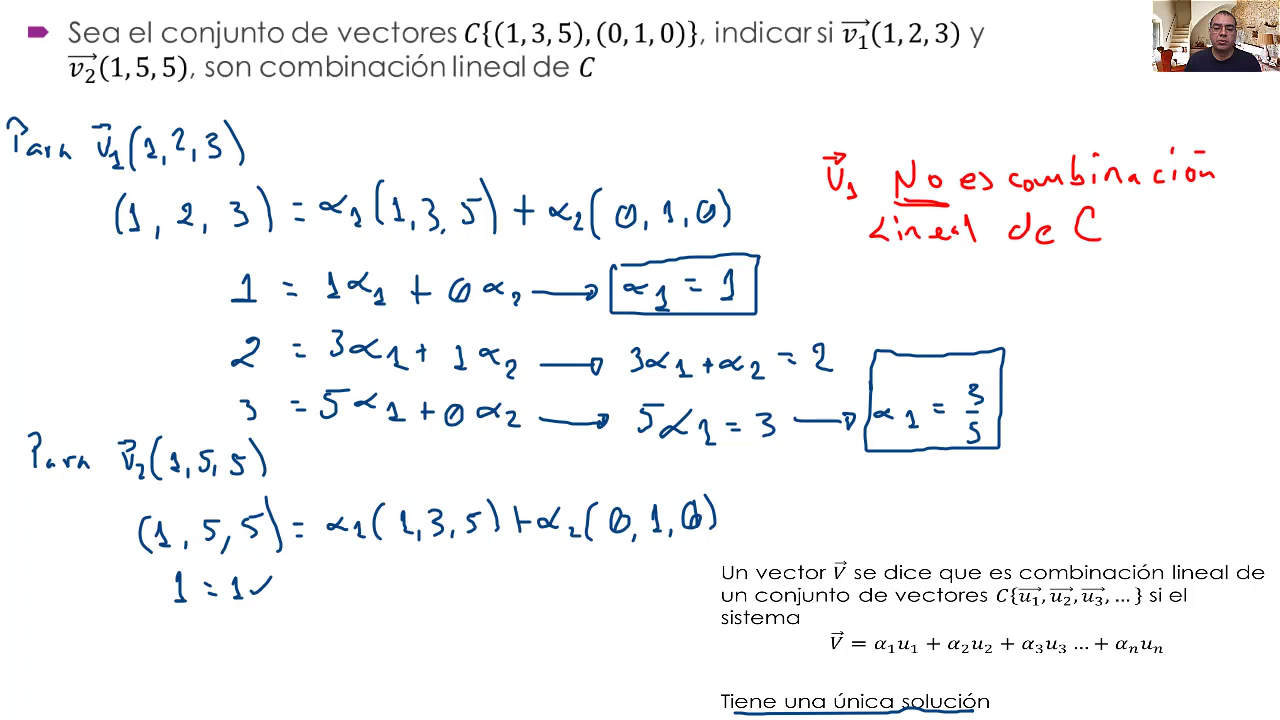 Sea el conjunto de vectores C{(1, 3, 5), (0, 1, 0)}, indicar si v₁⃗(1, 2, 3) y
v₂⃗(1, 5, 5), son combinación lineal de C
Para v⃗₁(1, 2, 3)
(1, 2, 3) = α₁(1, 3, 5) + α₂(0, 1, 0)
1 = 1α₁ + 0α₂ → α₁ = 1
2 = 3α₁ + 1α₂ → 3α₁ + α₂ = 2
3 = 5α₁ + 0α₂ → 5α₁ = 3 → α₁ = 3/5
v⃗₁ No es combinación
Lineal de C
Para v⃗₂(1, 5, 5)
(1, 5, 5) = α₁(1, 3, 5) + α₂(0, 1, 0)
1 = 1
Un vector V⃗ se dice que es combinación lineal de
un conjunto de vectores C{u₁⃗, u₂⃗, u₃⃗, … } si el
sistema
V⃗ = α₁u₁ + α₂u₂ + α₃u₃ … + αₙuₙ
Tiene una única solución